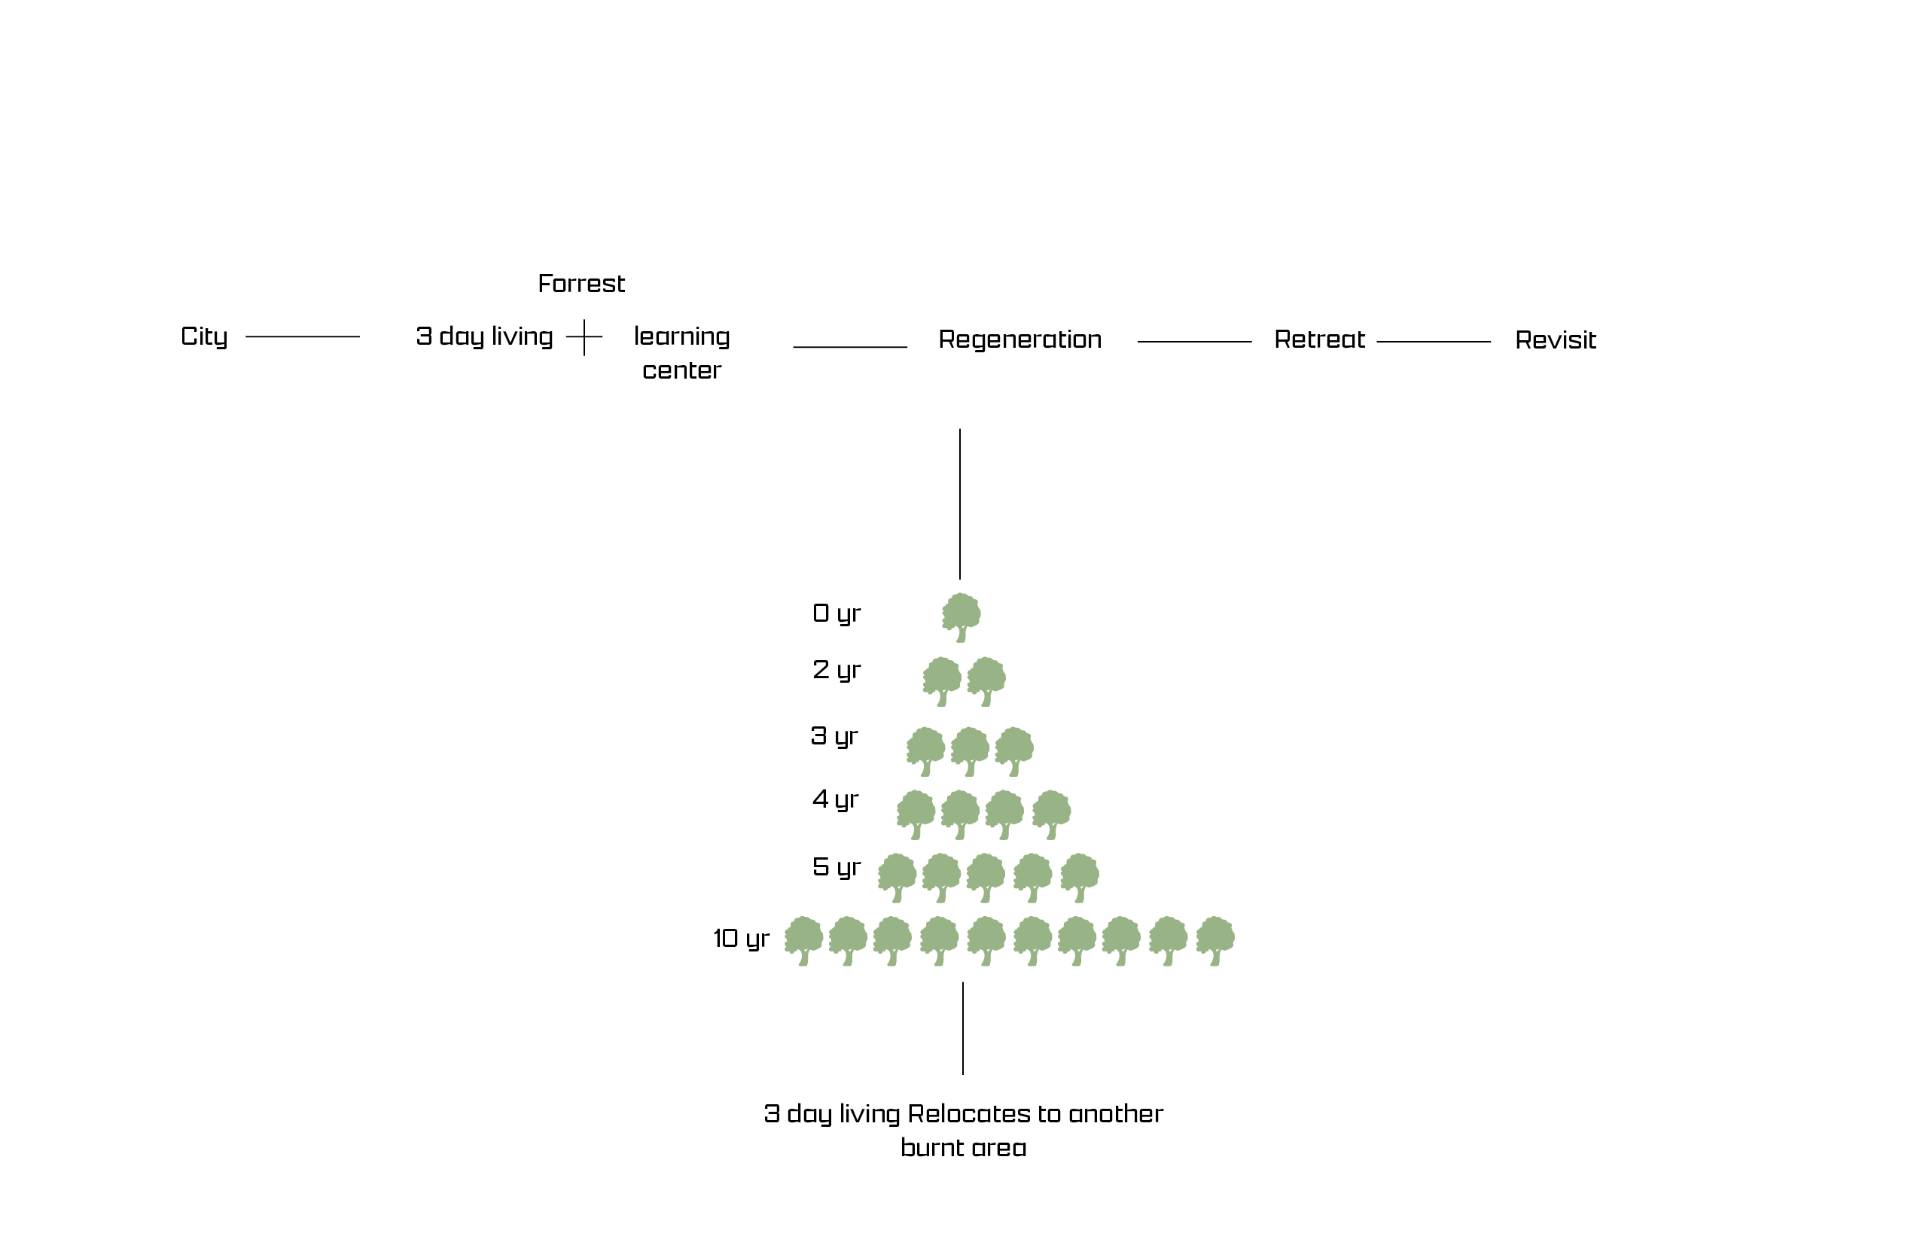 Forrest
City
3 day living
learning
center
Regeneration
Retreat
Revisit
0 yr
2 yr
3 yr
4 yr
5 yr
10 yr
3 day living Relocates to another
burnt area